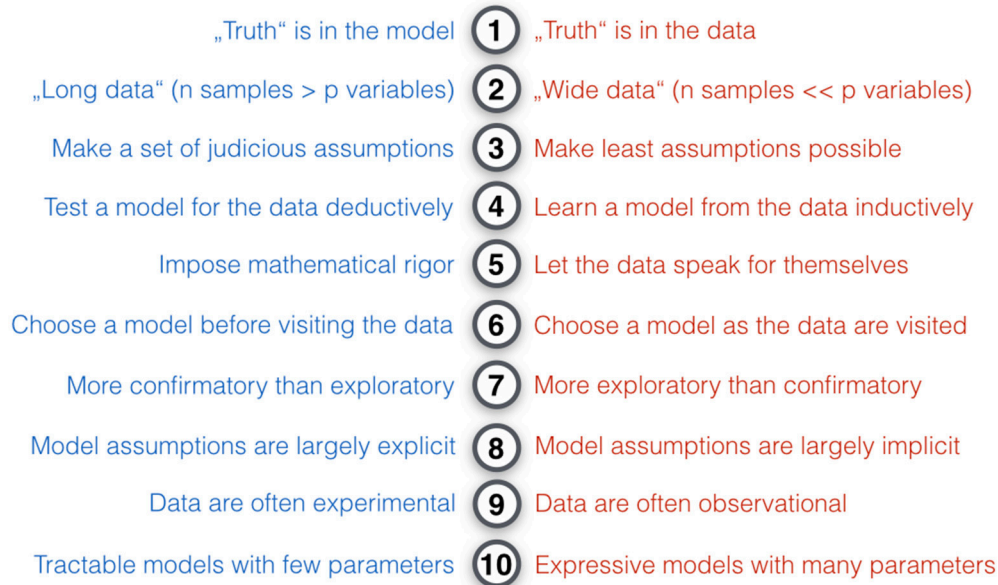 „Truth“ is in the model 1 „Truth“ is in the data
„Long data“ (n samples > p variables) 2 „Wide data“ (n samples << p variables)
Make a set of judicious assumptions 3 Make least assumptions possible
Test a model for the data deductively 4 Learn a model from the data inductively
Impose mathematical rigor 5 Let the data speak for themselves
Choose a model before visiting the data 6 Choose a model as the data are visited
More confirmatory than exploratory 7 More exploratory than confirmatory
Model assumptions are largely explicit 8 Model assumptions are largely implicit
Data are often experimental 9 Data are often observational
Tractable models with few parameters 10 Expressive models with many parameters